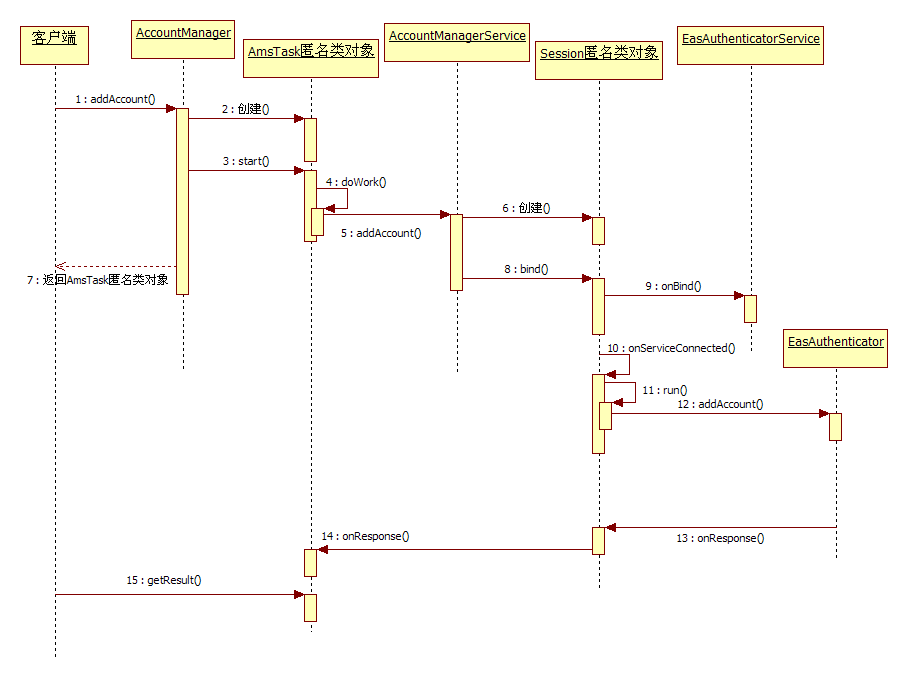 客户端
AccountManager
AmsTask匿名类对象
AccountManagerService
Session匿名类对象
EasAuthenticatorService
1 : addAccount()
2 : 创建()
3 : start()
4 : doWork()
5 : addAccount()
6 : 创建()
7 : 返回AmsTask匿名类对象
8 : bind()
9 : onBind()
EasAuthenticator
10 : onServiceConnected()
11 : run()
12 : addAccount()
13 : onResponse()
14 : onResponse()
15 : getResult()